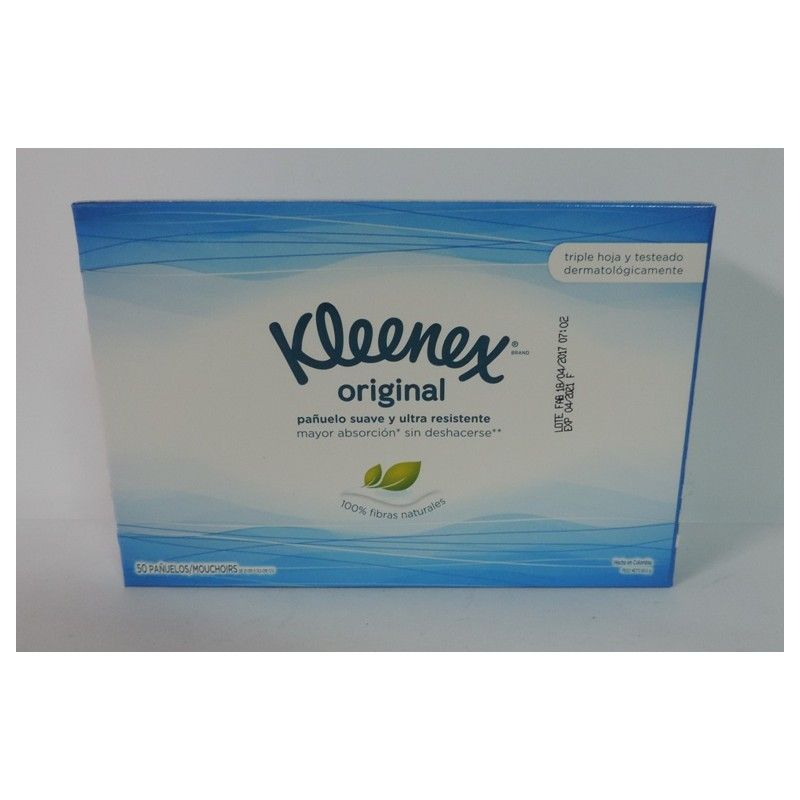 triple hoja y testeado
dermatológicamente
Kleenex®
BRAND
original
pañuelo suave y ultra resistente
mayor absorción* sin deshacerse**
100% fibras naturales
LOTE FAB 18/04/2017 07:02
EXP 04/2021 F
50 PAÑUELOS/MOUCHOIRS
Hecho en Colombia